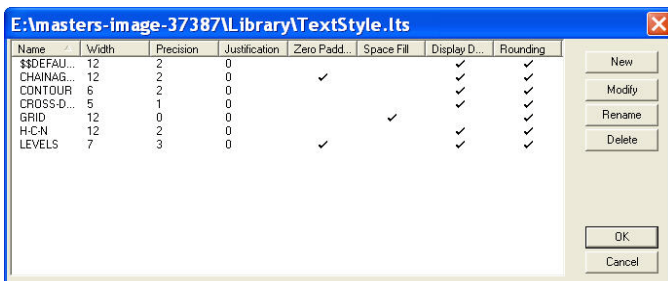 E:\masters-image-37387\Library\TextStyle.lts
Name Width Precision Justification Zero Padd... Space Fill Display D... Rounding
$$DEFAU... 12 2 0 ✓ ✓
CHAINAG... 12 2 0 ✓ ✓ ✓
CONTOUR 6 2 0 ✓ ✓
CROSS-D... 5 1 0 ✓ ✓
GRID 12 0 0 ✓ ✓
H-C-N 12 2 0 ✓ ✓
LEVELS 7 3 0 ✓ ✓ ✓
New
Modify
Rename
Delete
OK
Cancel